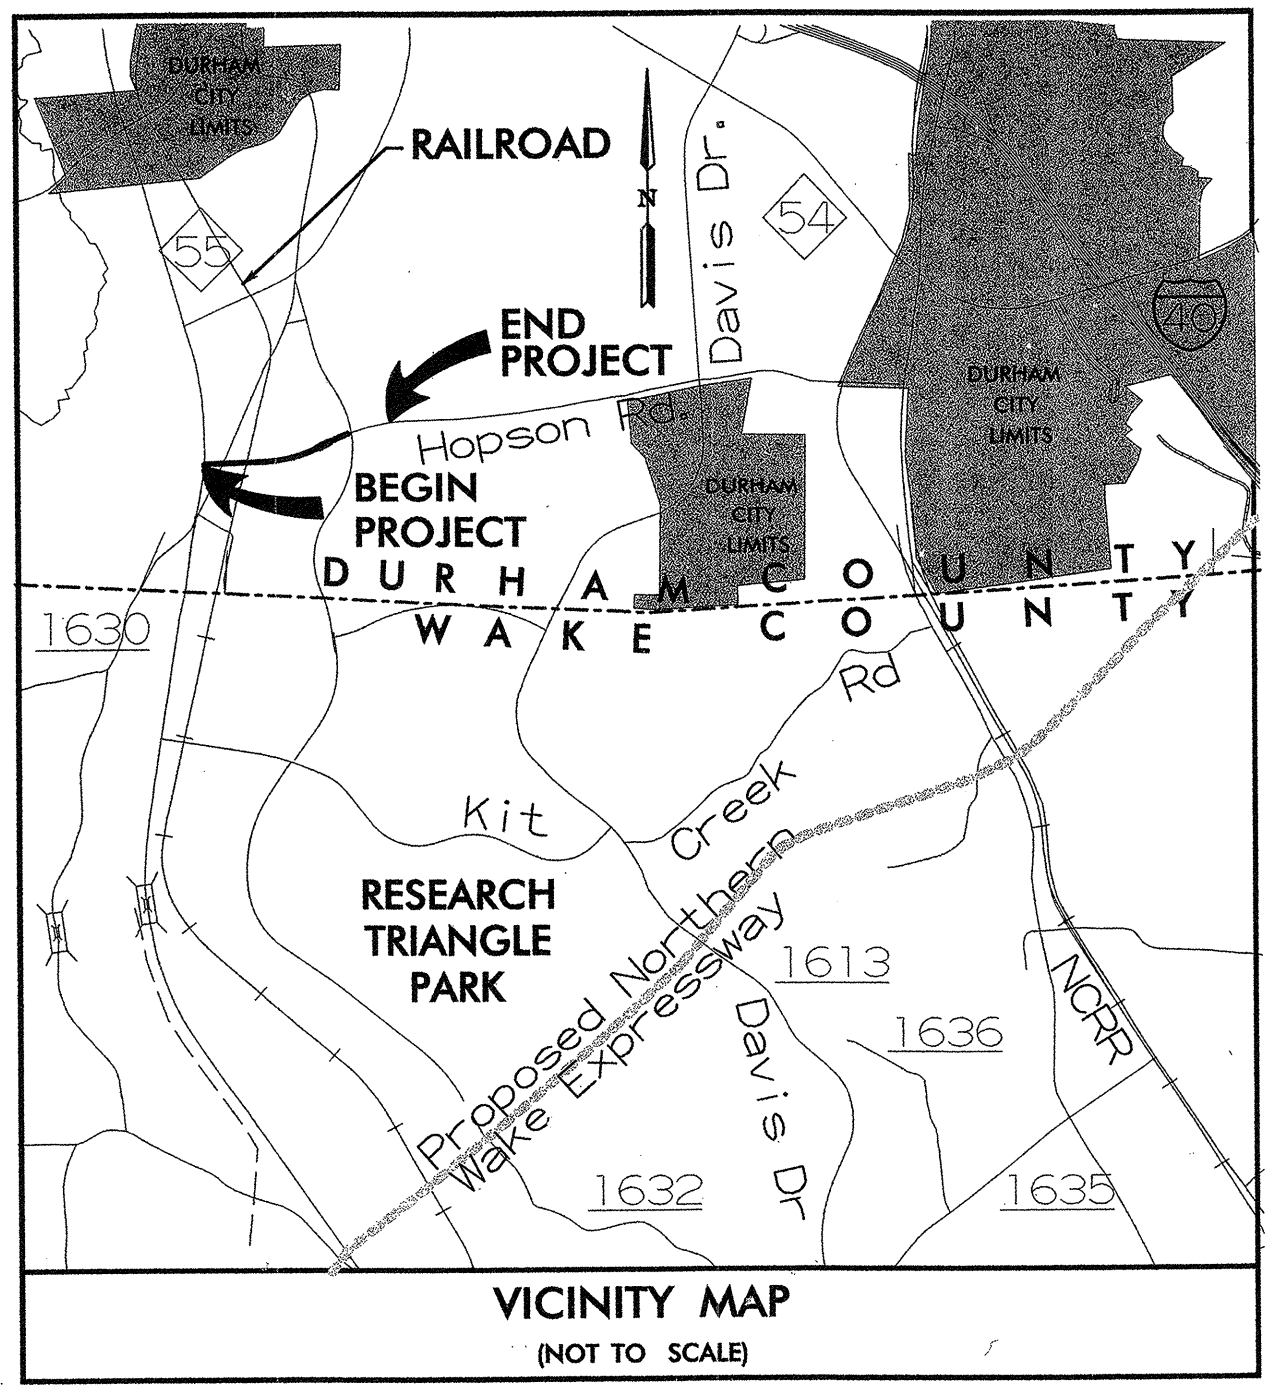 DURHAM
CITY
LIMITS
RAILROAD
N
Davis Dr.
54
55
40
END
PROJECT
DURHAM
CITY
LIMITS
Hopson Rd.
BEGIN
PROJECT
DURHAM
CITY
LIMITS
DURHAM COUNTY
WAKE COUNTY
1630
Rd
Creek
Kit
RESEARCH
TRIANGLE
PARK
Proposed Northern
Wake Expressway
1613
NCRR
1636
Davis Dr
1632
1635
VICINITY MAP
(NOT TO SCALE)